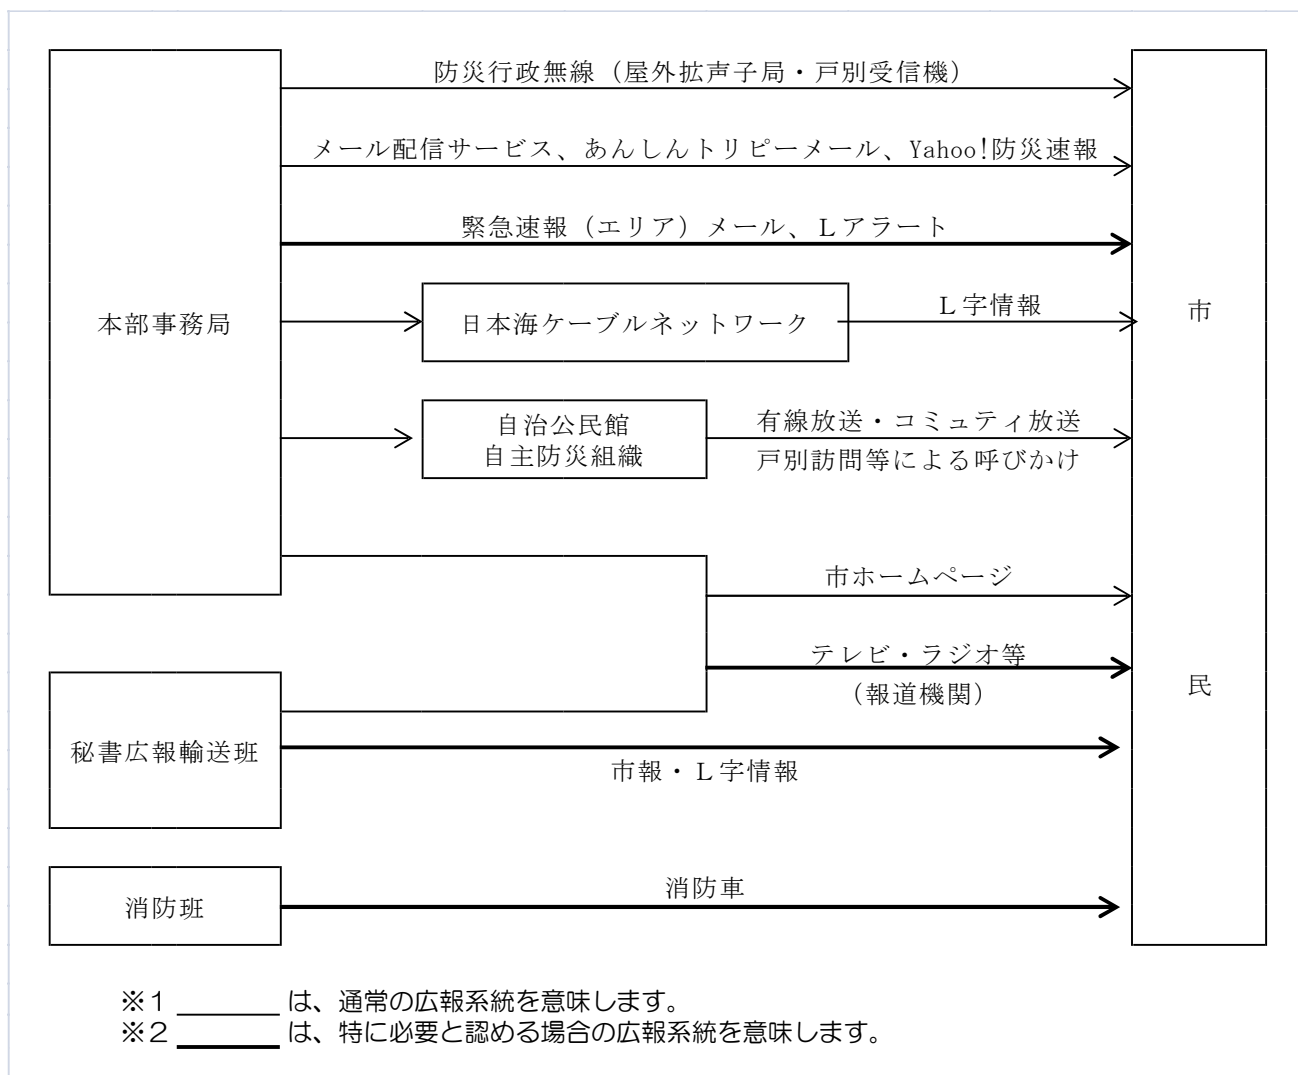 防災行政無線（屋外拡声子局・戸別受信機）
メール配信サービス、あんしんトリピーメール、Yahoo!防災速報
緊急速報（エリア）メール、Ｌアラート
本部事務局
日本海ケーブルネットワーク
Ｌ字情報
市
自治公民館
自主防災組織
有線放送・コミュティ放送
戸別訪問等による呼びかけ
市ホームページ
テレビ・ラジオ等
（報道機関）
民
秘書広報輸送班
市報・Ｌ字情報
消防班
消防車
※１ は、通常の広報系統を意味します。
※２ は、特に必要と認める場合の広報系統を意味します。